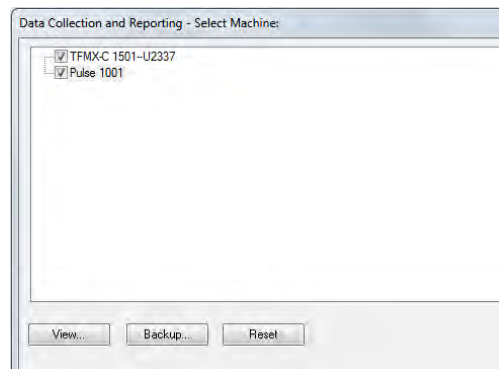 Data Collection and Reporting - Select Machine:
TFMX-C 1501--U2337
Pulse 1001
View... Backup... Reset